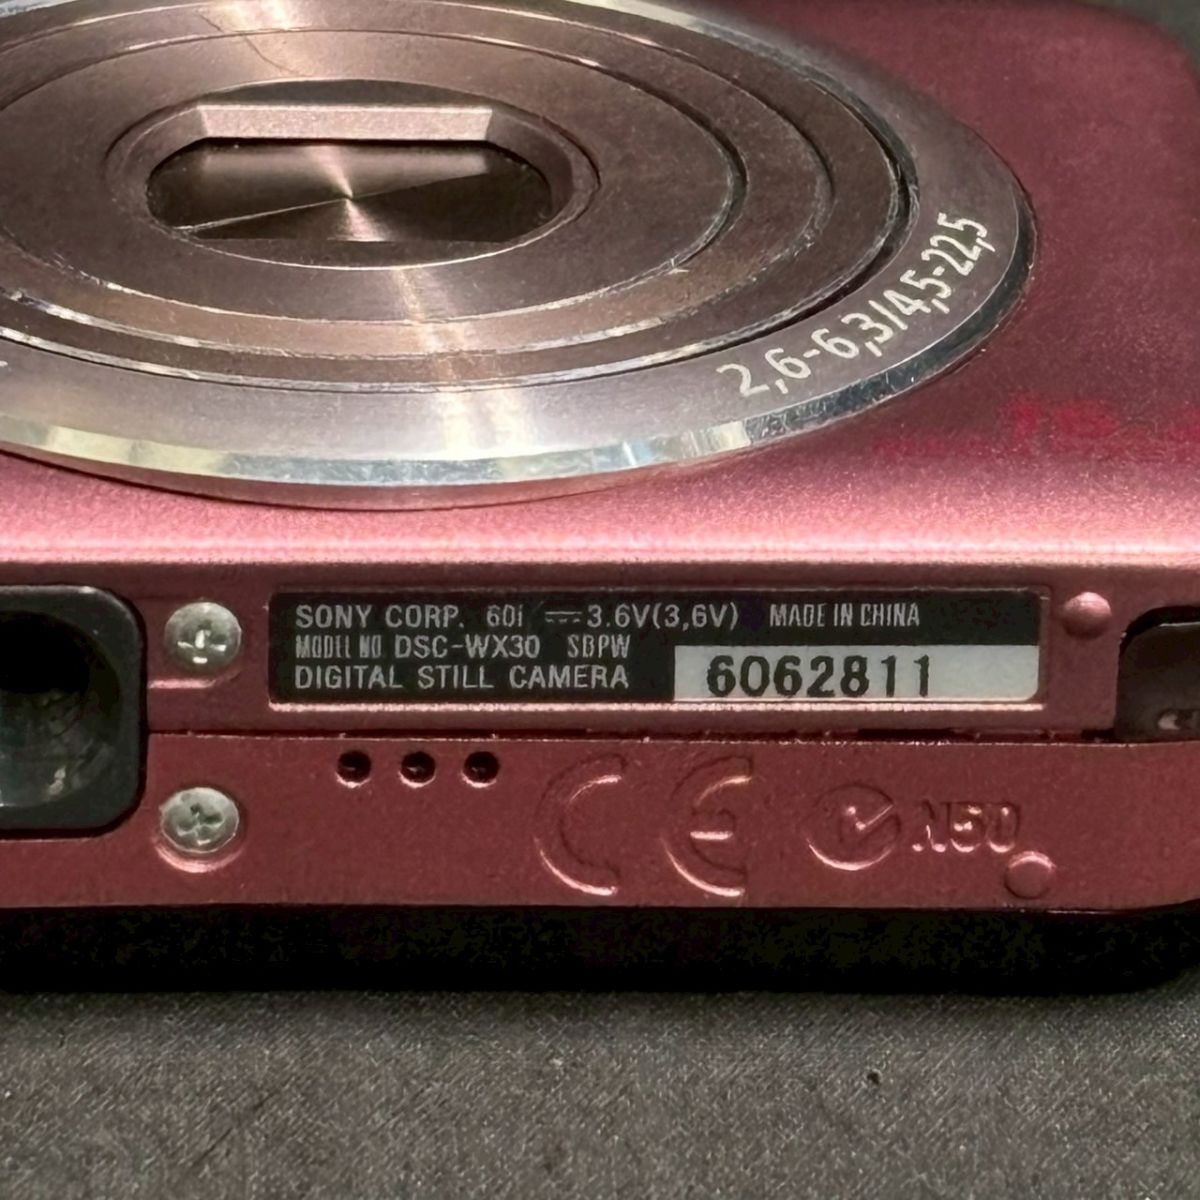 2,6-6,3/4,5-22,5
SONY CORP. 60i ⎓3.6V(3,6V) MADE IN CHINA
MODEL NO DSC-WX30 SBPW
DIGITAL STILL CAMERA 6062811
CE N50